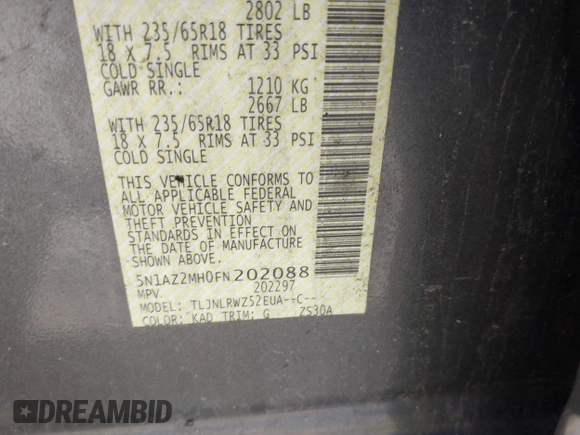 2802 LB
WITH 235/65R18 TIRES
18 X 7.5 RIMS AT 33 PSI
COLD SINGLE
GAWR RR.: 1210 KG
2667 LB
WITH 235/65R18 TIRES
18 X 7.5 RIMS AT 33 PSI
COLD SINGLE
THIS VEHICLE CONFORMS TO
ALL APPLICABLE FEDERAL
MOTOR VEHICLE SAFETY AND
THEFT PREVENTION
STANDARDS IN EFFECT ON
THE DATE OF MANUFACTURE
SHOWN ABOVE.
5N1AZ2MH0FN202088
MPV 202297
MODEL: TLJNLRWZ52EUA--C--
COLOR: KAD TRIM: G ZS30A
DREAMBID